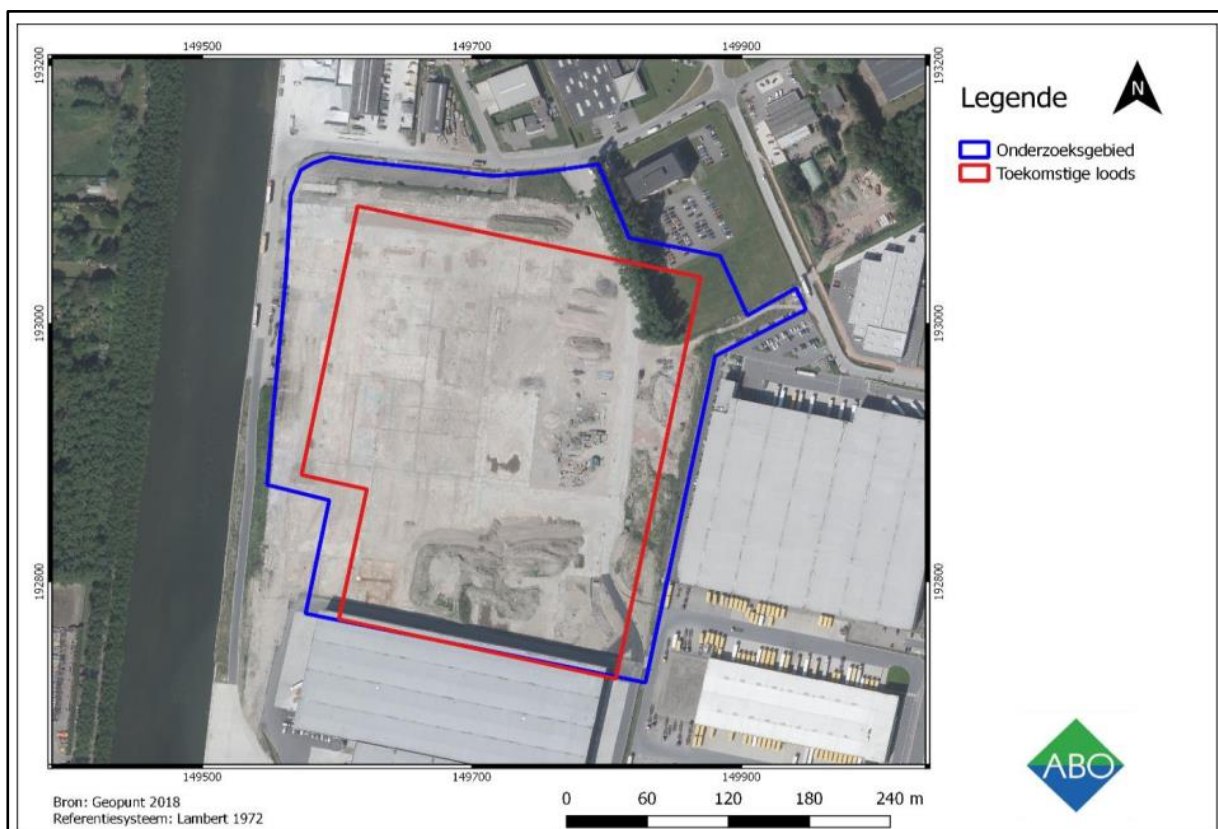 149500 149700 149900
193200 193200
Legende
N
Onderzoeksgebied
Toekomstige loods
193000 193000
192800 192800
149500 149700 149900
ABO
Bron: Geopunt 2018
Referentiesysteem: Lambert 1972
0 60 120 180 240 m